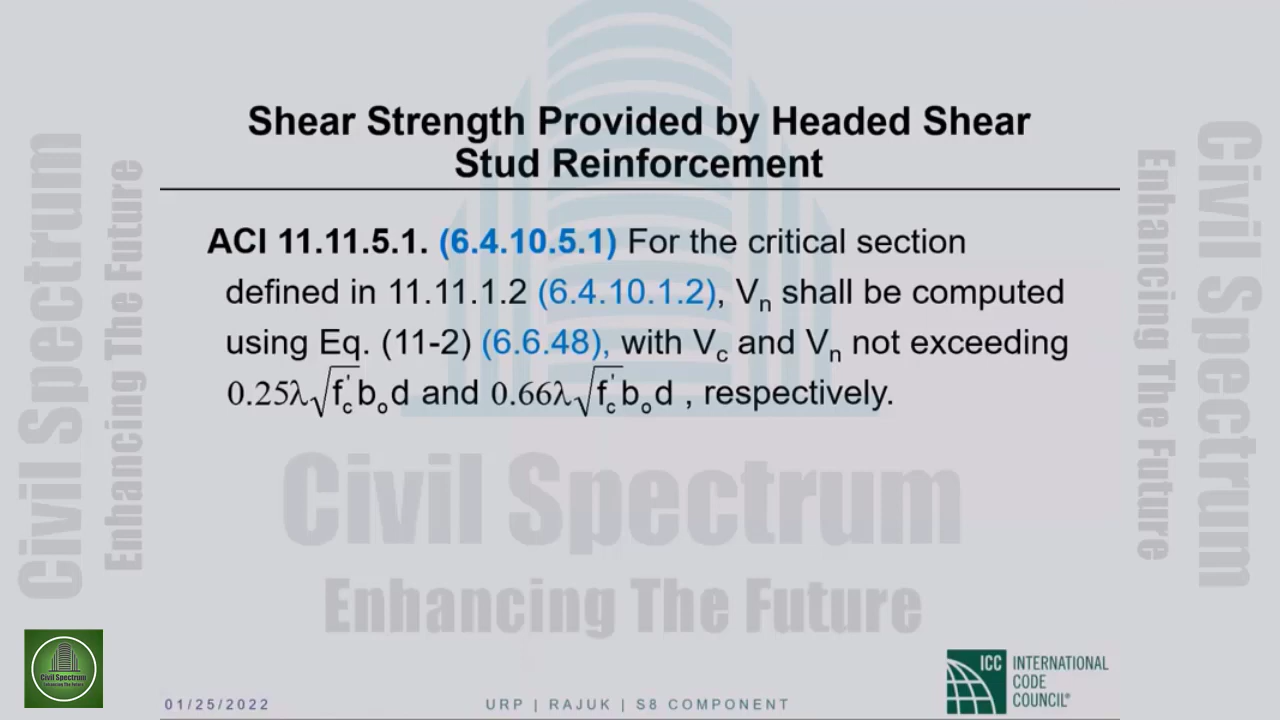 Shear Strength Provided by Headed Shear
Stud Reinforcement
ACI 11.11.5.1. (6.4.10.5.1) For the critical section
defined in 11.11.1.2 (6.4.10.1.2), Vn shall be computed
using Eq. (11-2) (6.6.48), with Vc and Vn not exceeding
0.25λ√f'c bod and 0.66λ√f'c bod , respectively.
Civil Spectrum
Enhancing The Future
Civil Spectrum
Enhancing The Future
Enhancing The Future
Civil Spectrum
Civil Spectrum
Enhancing The Future
01/25/2022
URP | RAJUK | S8 COMPONENT
ICC INTERNATIONAL
CODE
COUNCIL®